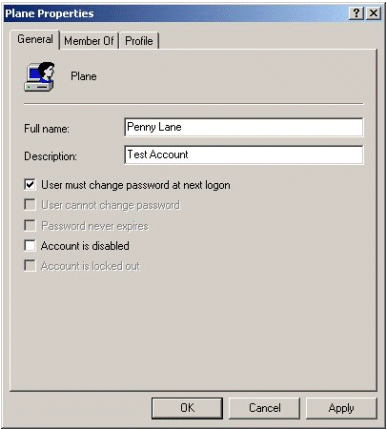 Plane Properties
General Member Of Profile
Plane
Full name: Penny Lane
Description: Test Account
User must change password at next logon
User cannot change password
Password never expires
Account is disabled
Account is locked out
OK Cancel Apply